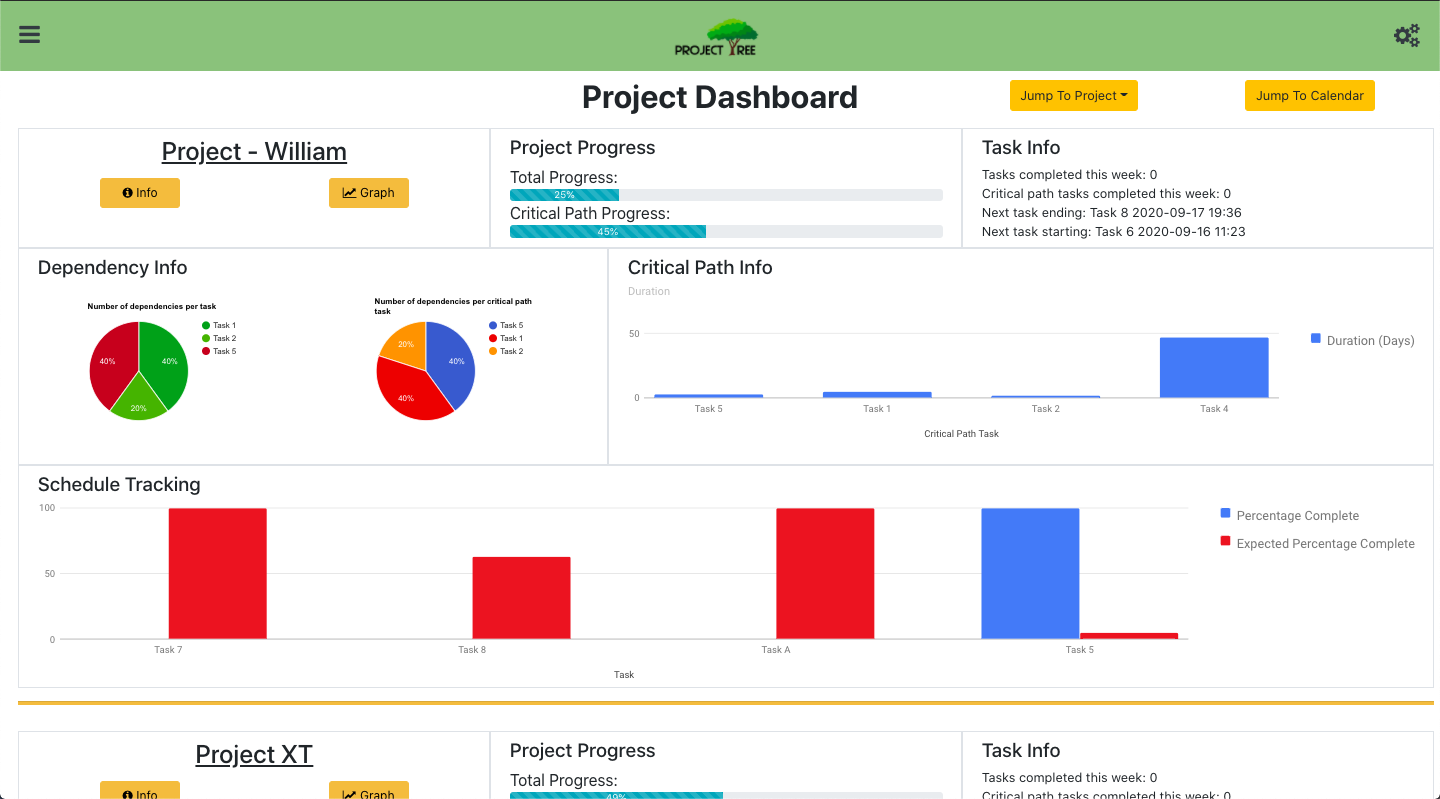 PROJECT TREE
Project Dashboard
Jump To Project
Jump To Calendar
Project - William
Info
Graph
Project Progress
Total Progress:
25%
Critical Path Progress:
45%
Task Info
Tasks completed this week: 0
Critical path tasks completed this week: 0
Next task ending: Task 8 2020-09-17 19:36
Next task starting: Task 6 2020-09-16 11:23
Dependency Info
Number of dependencies per task
40%
40%
20%
Task 1
Task 2
Task 5
Number of dependencies per critical path
task
20%
40%
40%
Task 5
Task 1
Task 2
Critical Path Info
Duration
50
0
Task 5
Task 1
Task 2
Task 4
Critical Path Task
Duration (Days)
Schedule Tracking
100
50
0
Task 7
Task 8
Task A
Task 5
Task
Percentage Complete
Expected Percentage Complete
Project XT
Info
Graph
Project Progress
Total Progress:
49%
Task Info
Tasks completed this week: 0
Critical path tasks completed this week: 0